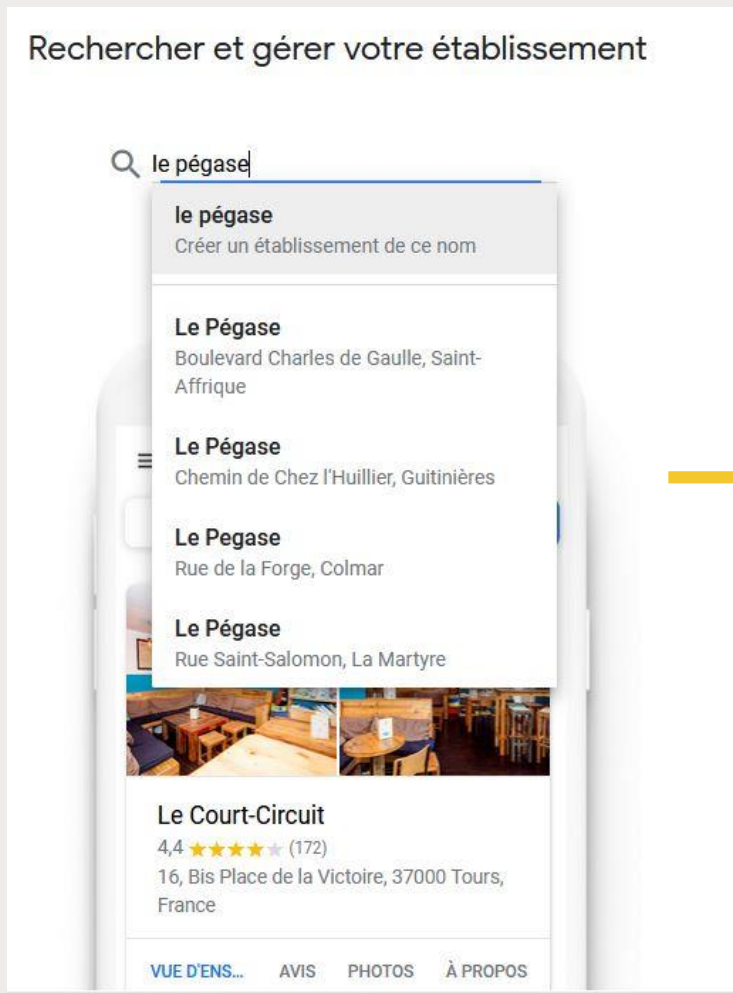 Rechercher et gérer votre établissement
le pégase
le pégase
Créer un établissement de ce nom
Le Pégase
Boulevard Charles de Gaulle, Saint-
Affrique
Le Pégase
Chemin de Chez l'Huillier, Guitinières
Le Pegase
Rue de la Forge, Colmar
Le Pégase
Rue Saint-Salomon, La Martyre
Le Court-Circuit
4,4 ★★★★★ (172)
16, Bis Place de la Victoire, 37000 Tours,
France
VUE D'ENS... AVIS PHOTOS À PROPOS